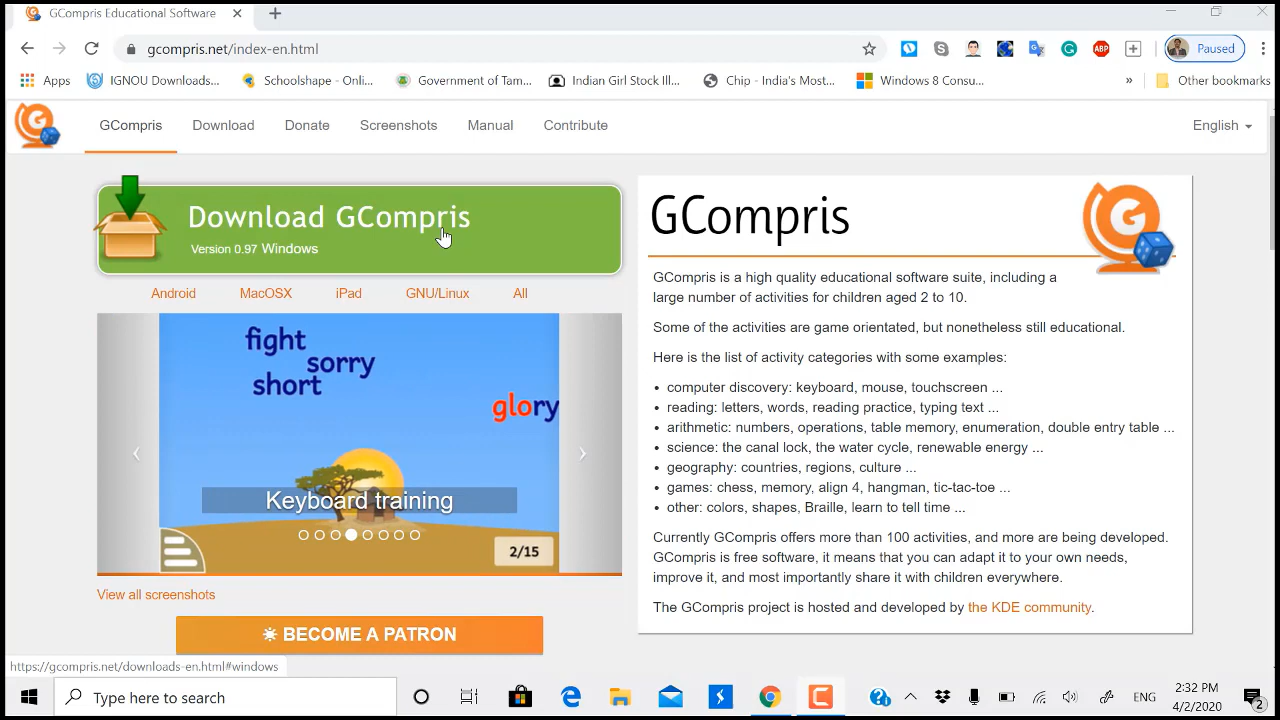 GCompris Educational Software
gcompris.net/index-en.html
Paused
Apps
IGNOU Downloads...
Schoolshape - Onli...
Government of Tam...
Indian Girl Stock Ill...
Chip - India's Most...
Windows 8 Consu...
»
Other bookmarks
GCompris
Download
Donate
Screenshots
Manual
Contribute
English
Download GCompris
Version 0.97 Windows
Android
MacOSX
iPad
GNU/Linux
All
fight
sorry
short
glory
Keyboard training
2/15
View all screenshots
BECOME A PATRON
GCompris
GCompris is a high quality educational software suite, including a
large number of activities for children aged 2 to 10.
Some of the activities are game orientated, but nonetheless still educational.
Here is the list of activity categories with some examples:
• computer discovery: keyboard, mouse, touchscreen ...
• reading: letters, words, reading practice, typing text ...
• arithmetic: numbers, operations, table memory, enumeration, double entry table ...
• science: the canal lock, the water cycle, renewable energy ...
• geography: countries, regions, culture ...
• games: chess, memory, align 4, hangman, tic-tac-toe ...
• other: colors, shapes, Braille, learn to tell time ...
Currently GCompris offers more than 100 activities, and more are being developed.
GCompris is free software, it means that you can adapt it to your own needs,
improve it, and most importantly share it with children everywhere.
The GCompris project is hosted and developed by the KDE community.
https://gcompris.net/downloads-en.html#windows
Type here to search
ENG
2:32 PM
4/2/2020
2